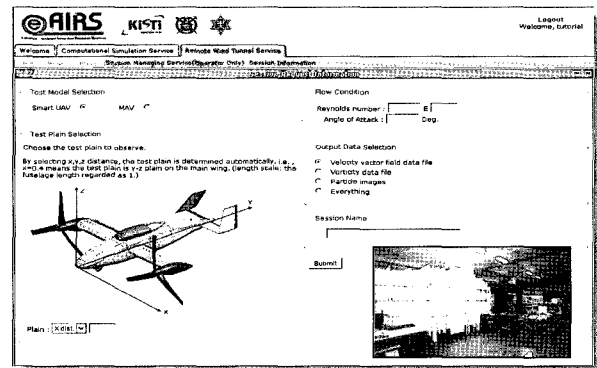 @AIRS KiSTi
Logout
Welcome, tutorial
Welcome Computational Simulation Service Remote Wind Tunnel Service
Session Managing Service(Operator Only) Session Information
Test Model Selection
Smart UAV MAV
Test Plain Selection
Choose the test plain to observe.
By selecting x,y,z distance, the test plain is determined automatically. i.e.,
x=0.4 means the test plain is y-z plain on the main wing. (length scale: the
fuselage length regarded as 1.)
Z
Y
X
Plain : X dist.
Flow Condition
Reynolds number : E
Angle of Attack : Deg.
Output Data Selection
Velocity vector field data file
Vorticity data file
Particle images
Everything
Session Name
Submit